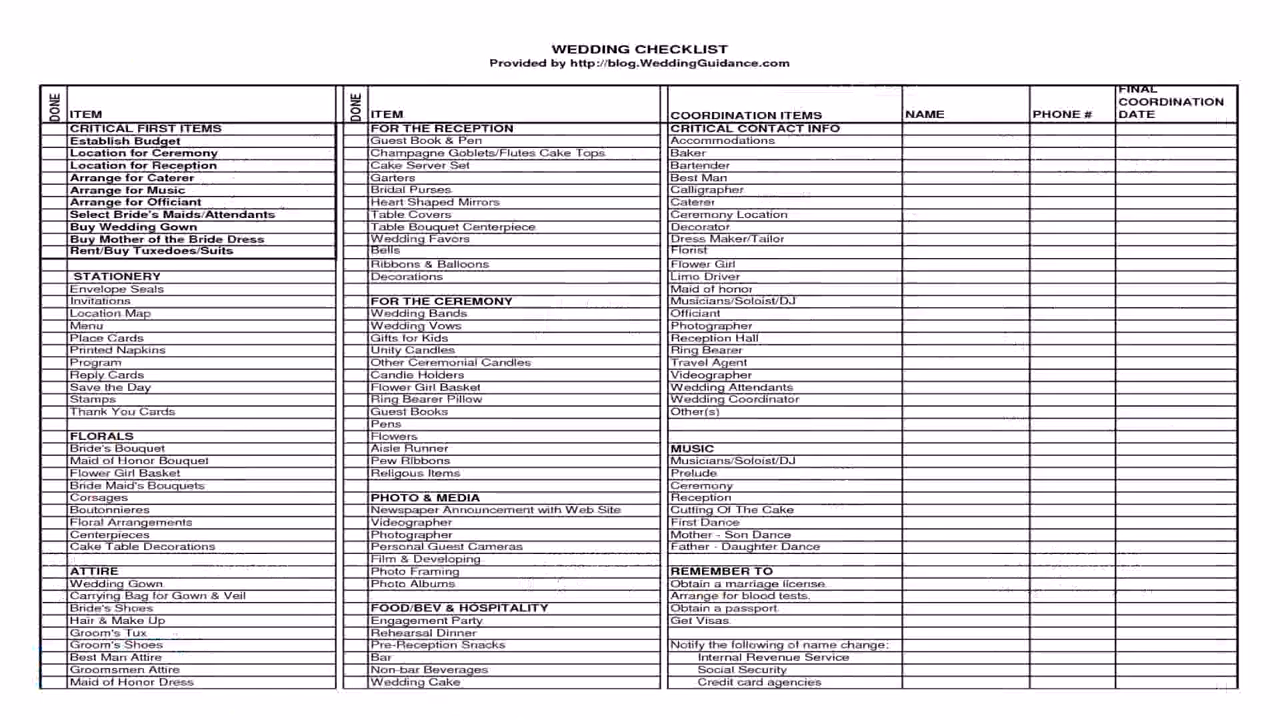 WEDDING CHECKLIST
Provided by http://blog.WeddingGuidance.com
DONE
ITEM
CRITICAL FIRST ITEMS
Establish Budget
Location for Ceremony
Location for Reception
Arrange for Caterer
Arrange for Music
Arrange for Officiant
Select Bride's Maids/Attendants
Buy Wedding Gown
Buy Mother of the Bride Dress
Rent/Buy Tuxedoes/Suits
STATIONERY
Envelope Seals
Invitations
Location Map
Menu
Place Cards
Printed Napkins
Program
Reply Cards
Save the Day
Stamps
Thank You Cards
FLORALS
Bride's Bouquet
Maid of Honor Bouquet
Flower Girl Basket
Bride Maid's Bouquets
Corsages
Boutonnieres
Floral Arrangements
Centerpieces
Cake Table Decorations
ATTIRE
Wedding Gown
Carrying Bag for Gown & Veil
Bride's Shoes
Hair & Make Up
Groom's Tux
Groom's Shoes
Best Man Attire
Groomsmen Attire
Maid of Honor Dress
DONE
ITEM
FOR THE RECEPTION
Guest Book & Pen
Champagne Goblets/Flutes Cake Tops
Cake Server Set
Garters
Bridal Purses
Heart Shaped Mirrors
Table Covers
Table Bouquet Centerpiece
Wedding Favors
Bells
Ribbons & Balloons
Decorations
FOR THE CEREMONY
Wedding Bands
Wedding Vows
Gifts for Kids
Unity Candles
Other Ceremonial Candles
Candle Holders
Flower Girl Basket
Ring Bearer Pillow
Guest Books
Pens
Flowers
Aisle Runner
Pew Ribbons
Religous Items
PHOTO & MEDIA
Newspaper Announcement with Web Site
Videographer
Photographer
Personal Guest Cameras
Film & Developing
Photo Framing
Photo Albums
FOOD/BEV & HOSPITALITY
Engagement Party
Rehearsal Dinner
Pre-Reception Snacks
Bar
Non-bar Beverages
Wedding Cake
COORDINATION ITEMS
NAME
PHONE #
FINAL
COORDINATION
DATE
CRITICAL CONTACT INFO
Accommodations
Baker
Bartender
Best Man
Calligrapher
Caterer
Ceremony Location
Decorator
Dress Maker/Tailor
Florist
Flower Girl
Limo Driver
Maid of honor
Musicians/Soloist/DJ
Officiant
Photographer
Reception Hall
Ring Bearer
Travel Agent
Videographer
Wedding Attendants
Wedding Coordinator
Other(s)
MUSIC
Musicians/Soloist/DJ
Prelude
Ceremony
Reception
Cutting Of The Cake
First Dance
Mother - Son Dance
Father - Daughter Dance
REMEMBER TO
Obtain a marriage license.
Arrange for blood tests.
Obtain a passport.
Get Visas.
Notify the following of name change:
Internal Revenue Service
Social Security
Credit card agencies